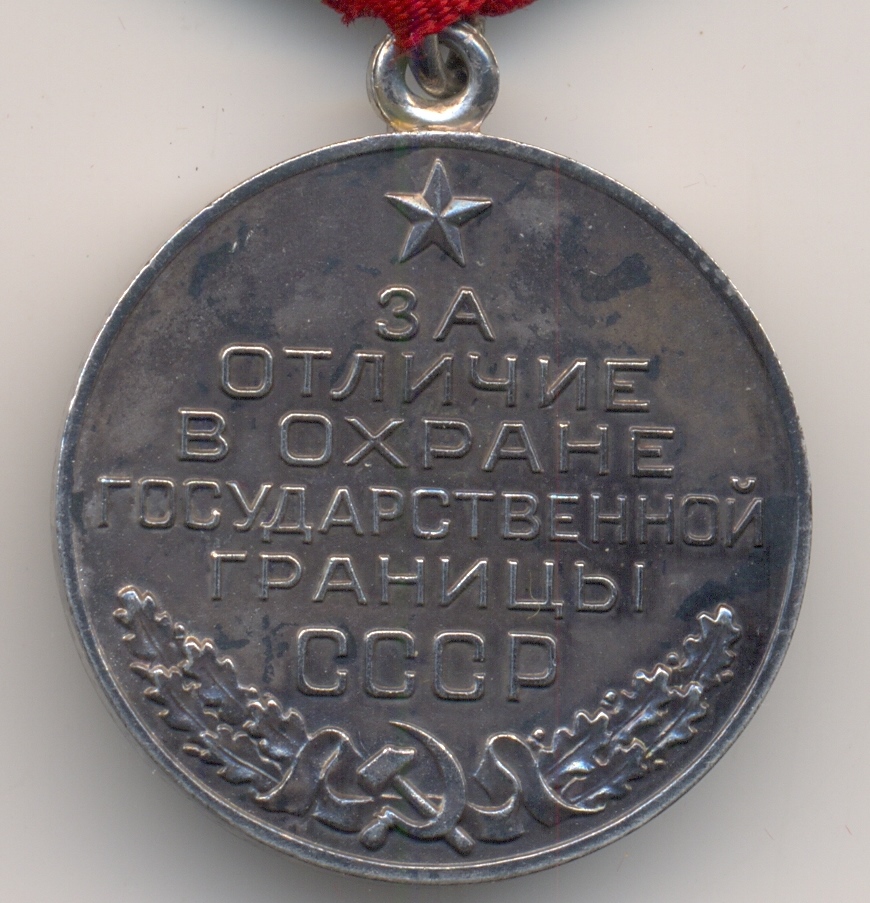 ЗА
ОТЛИЧИЕ
В ОХРАНЕ
ГОСУДАРСТВЕННОЙ
ГРАНИЦЫ
СССР